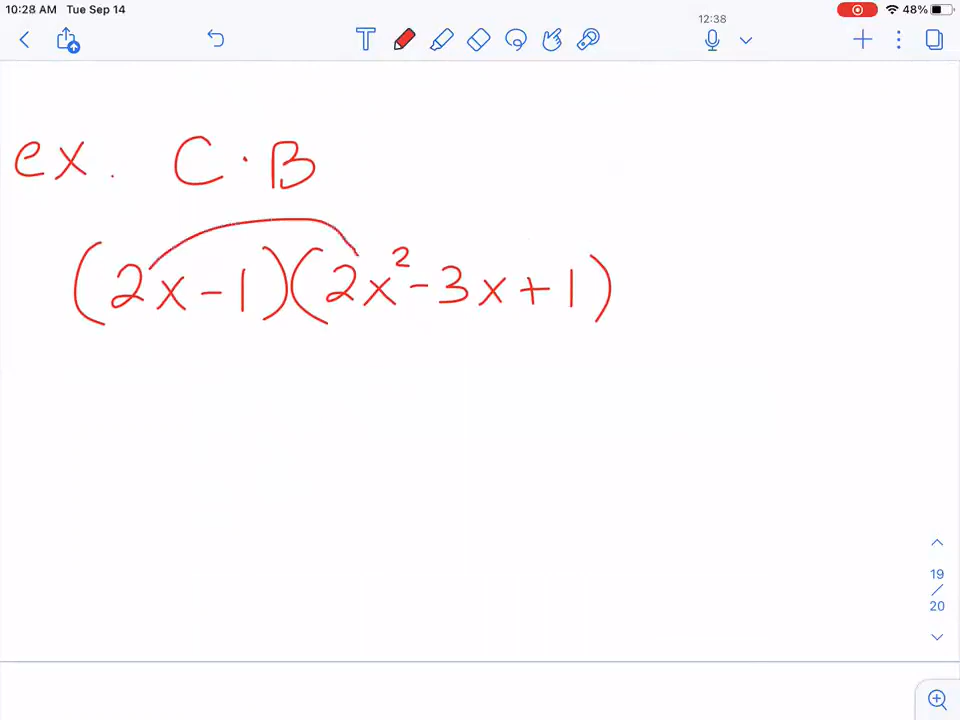 10:28 AM Tue Sep 14
48%
12:38
T
ex. C · B
(2x - 1)(2x² - 3x + 1)
19
/
20